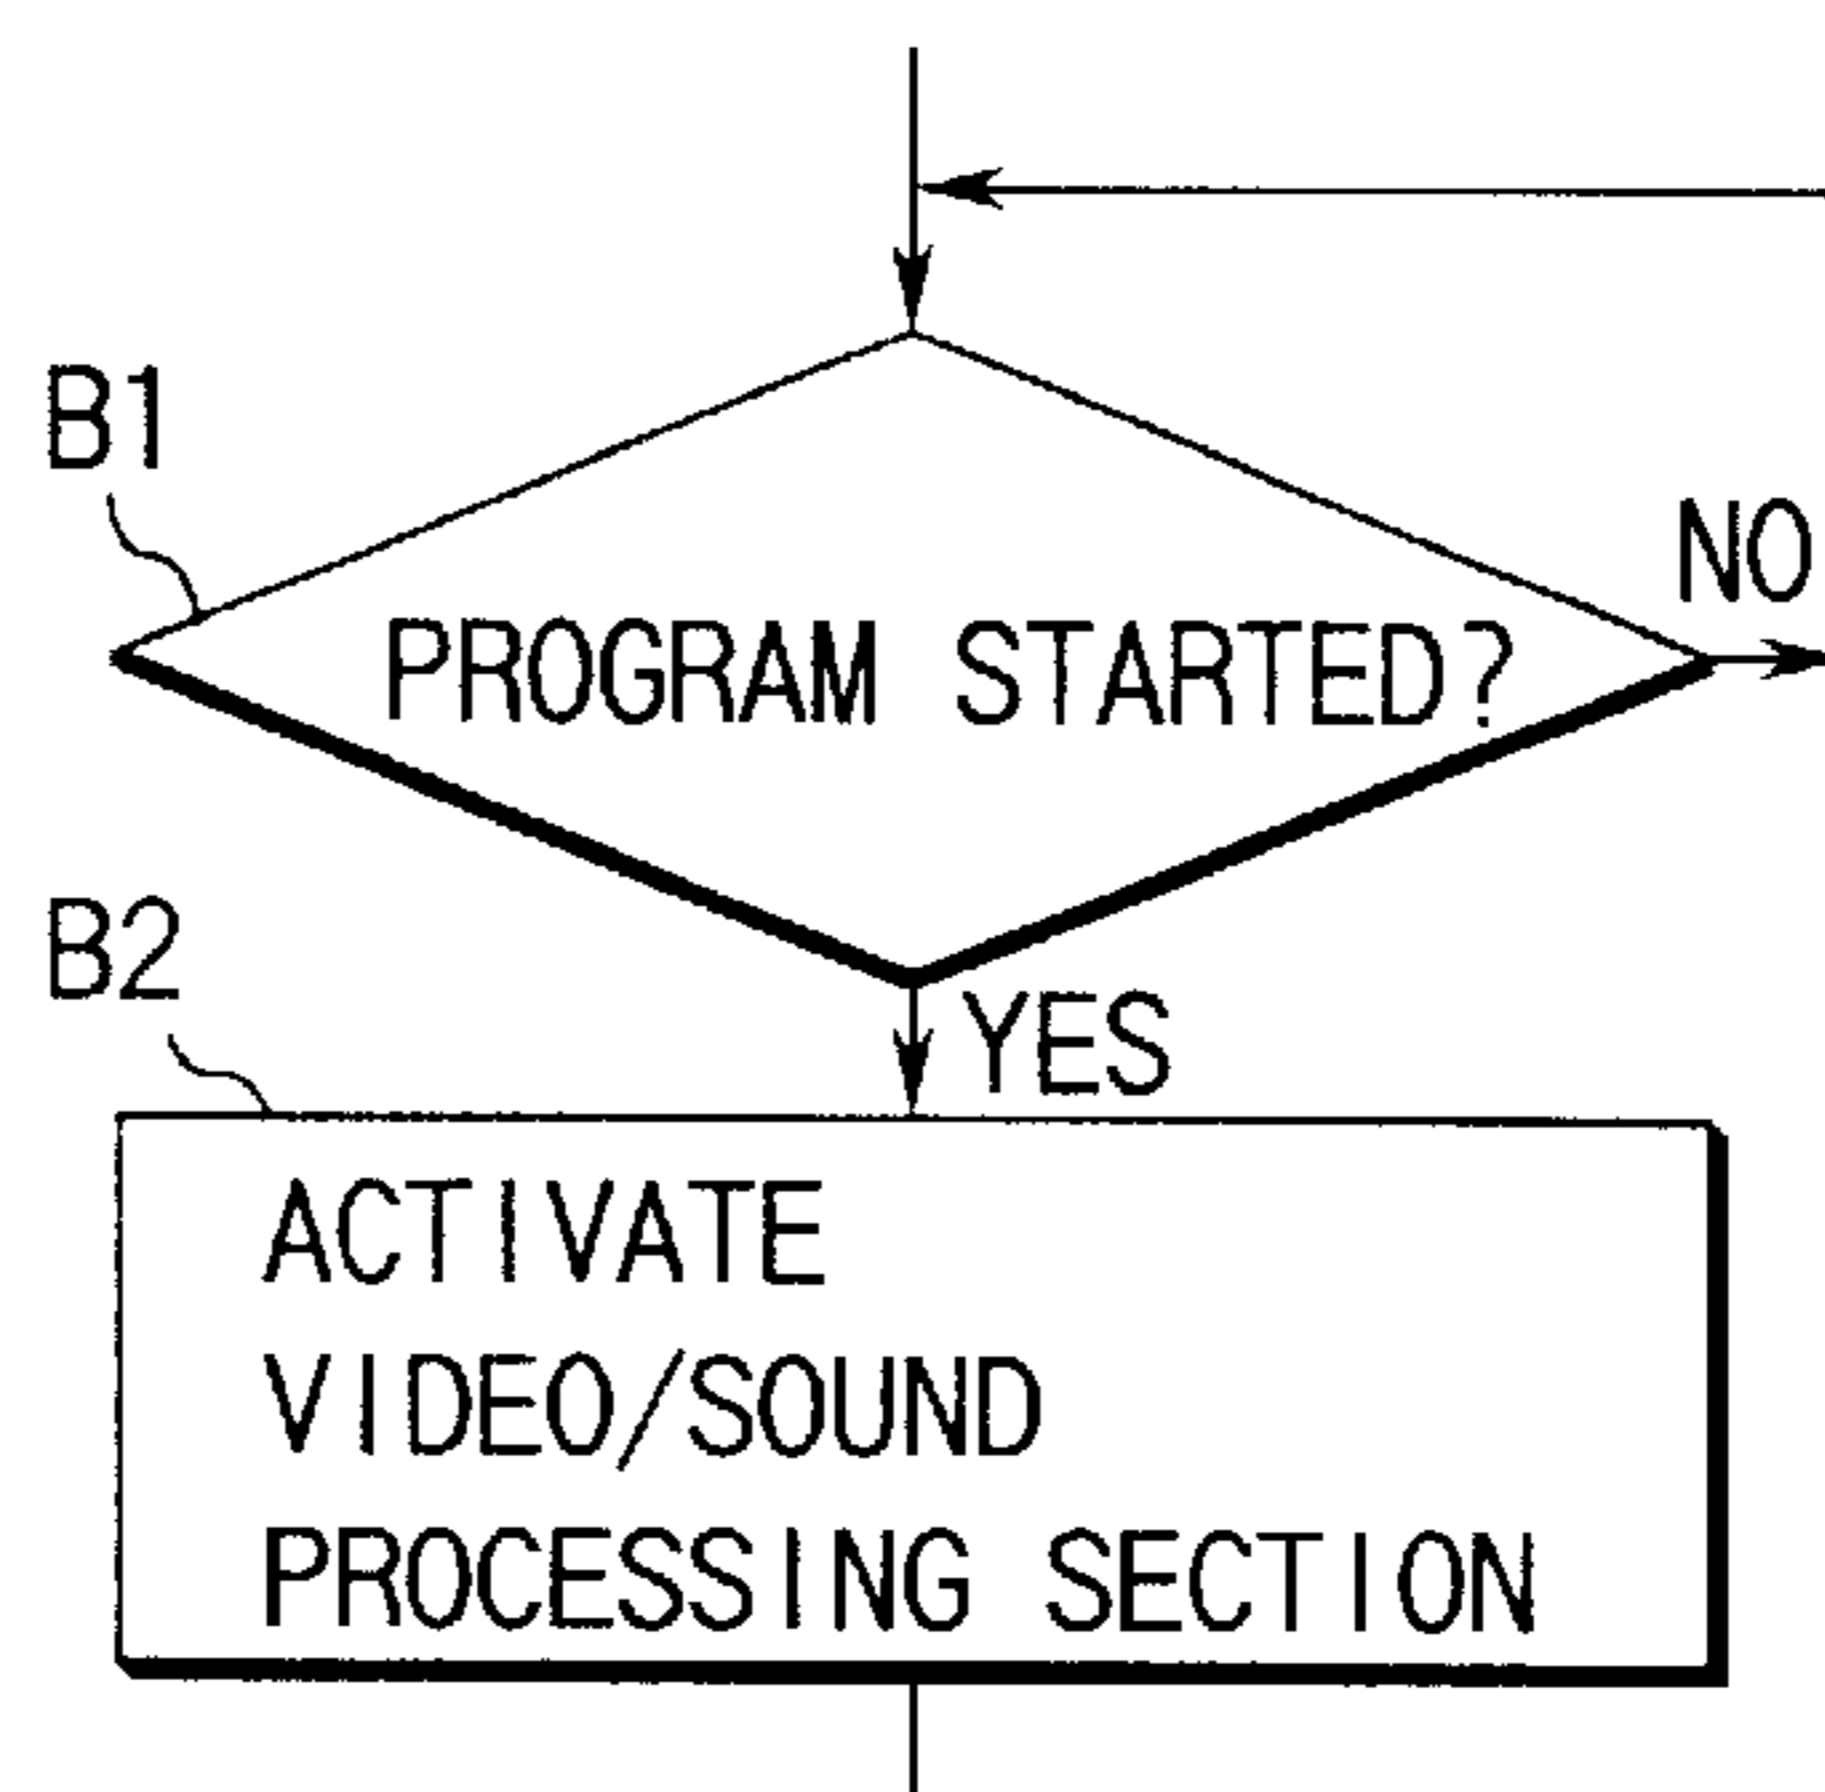 B1
NO
PROGRAM STARTED?
B2
YES
ACTIVATE
VIDEO/SOUND
PROCESSING SECTION